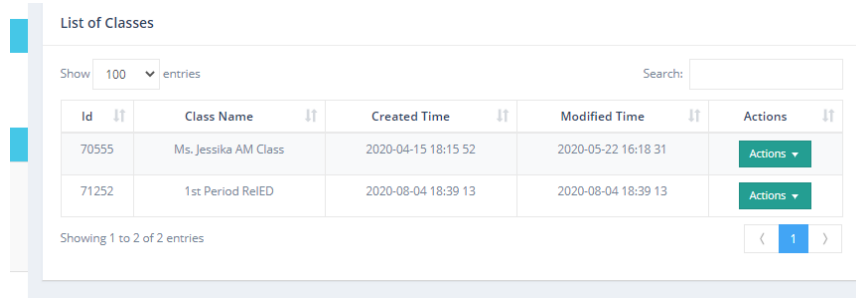 List of Classes
Show 100 entries Search:
Id Class Name Created Time Modified Time Actions
70555 Ms. Jessika AM Class 2020-04-15 18:15 52 2020-05-22 16:18 31 Actions
71252 1st Period RelED 2020-08-04 18:39 13 2020-08-04 18:39 13 Actions
Showing 1 to 2 of 2 entries 1